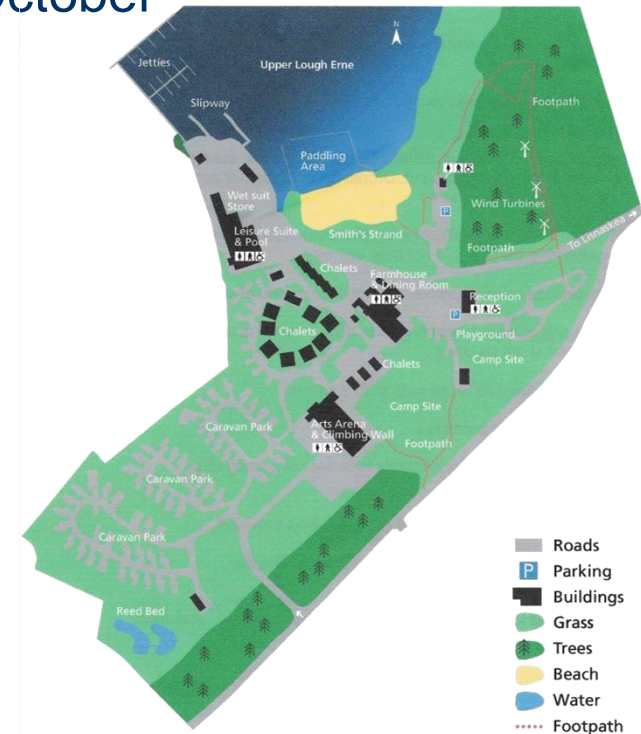 October
N
Jetties
Upper Lough Erne
Slipway
Footpath
Paddling
Area
Wet suit
Store
P
Wind Turbines
Leisure Suite
& Pool
Smith's Strand
Footpath
To Lisnaskea
Chalets
Farmhouse
& Dining Room
Reception
P
Chalets
Playground
Chalets
Camp Site
Camp Site
Caravan Park
Arts Arena
& Climbing Wall
Footpath
Caravan Park
Caravan Park
Reed Bed
Roads
P Parking
Buildings
Grass
Trees
Beach
Water
Footpath